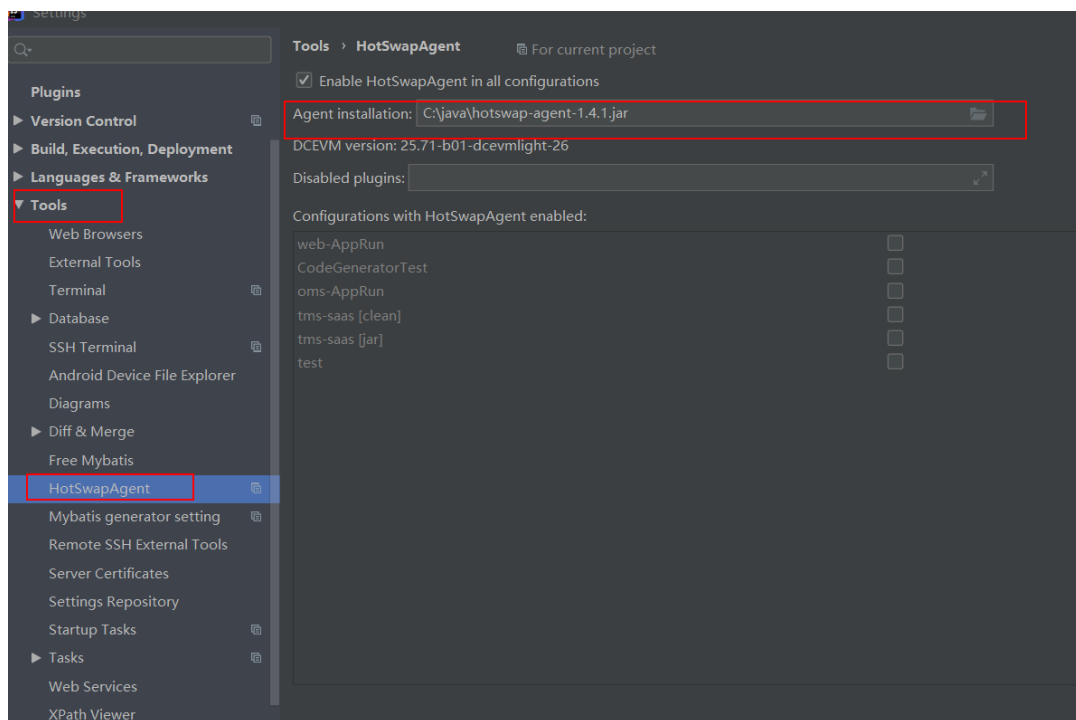 Settings
Plugins
Version Control
Build, Execution, Deployment
Languages & Frameworks
Tools
Web Browsers
External Tools
Terminal
Database
SSH Terminal
Android Device File Explorer
Diagrams
Diff & Merge
Free Mybatis
HotSwapAgent
Mybatis generator setting
Remote SSH External Tools
Server Certificates
Settings Repository
Startup Tasks
Tasks
Web Services
XPath Viewer
Tools › HotSwapAgent For current project
Enable HotSwapAgent in all configurations
Agent installation: C:\java\hotswap-agent-1.4.1.jar
DCEVM version: 25.71-b01-dcevmlight-26
Disabled plugins:
Configurations with HotSwapAgent enabled:
web-AppRun
CodeGeneratorTest
oms-AppRun
tms-saas [clean]
tms-saas [jar]
test